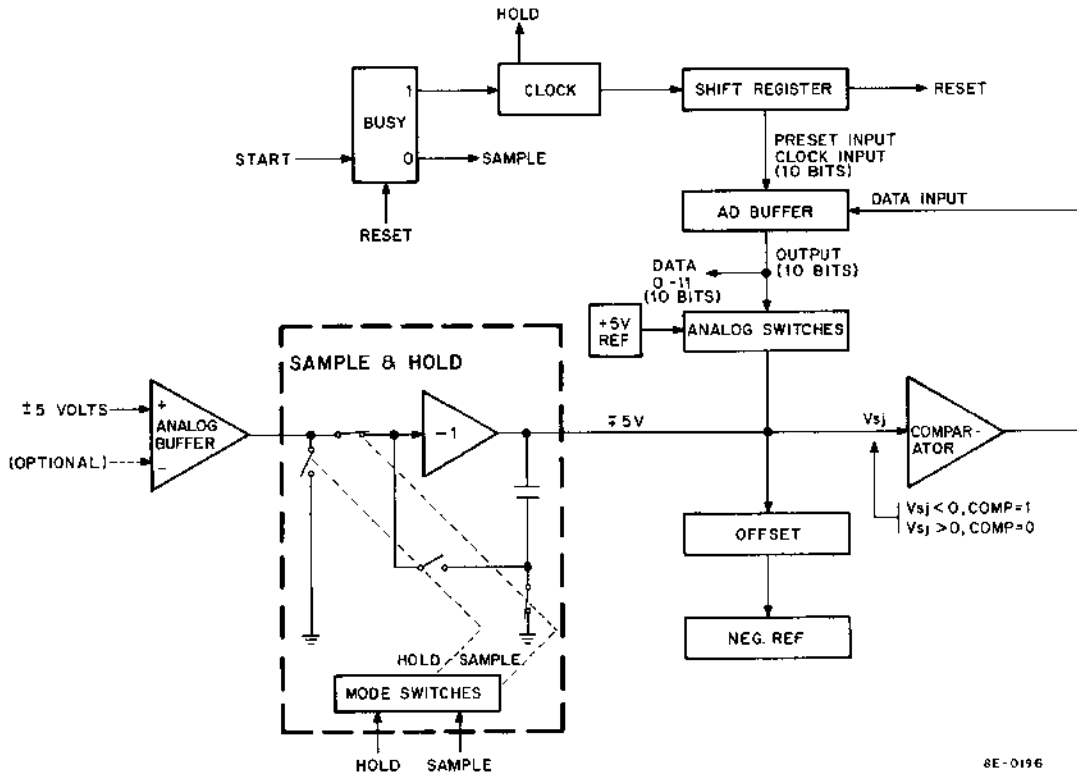 HOLD
1
CLOCK
SHIFT REGISTER
RESET
BUSY
START
0
SAMPLE
PRESET INPUT
CLOCK INPUT
(10 BITS)
RESET
AD BUFFER
DATA INPUT
OUTPUT
(10 BITS)
DATA
0-11
(10 BITS)
+5V
REF
ANALOG SWITCHES
SAMPLE & HOLD
±5 VOLTS
+
ANALOG
BUFFER
(OPTIONAL)
−
-1
∓5V
Vsj
COMPAR-
ATOR
Vsj<0, COMP=1
Vsj>0, COMP=0
OFFSET
NEG. REF
HOLD SAMPLE
MODE SWITCHES
HOLD SAMPLE
8E-0196